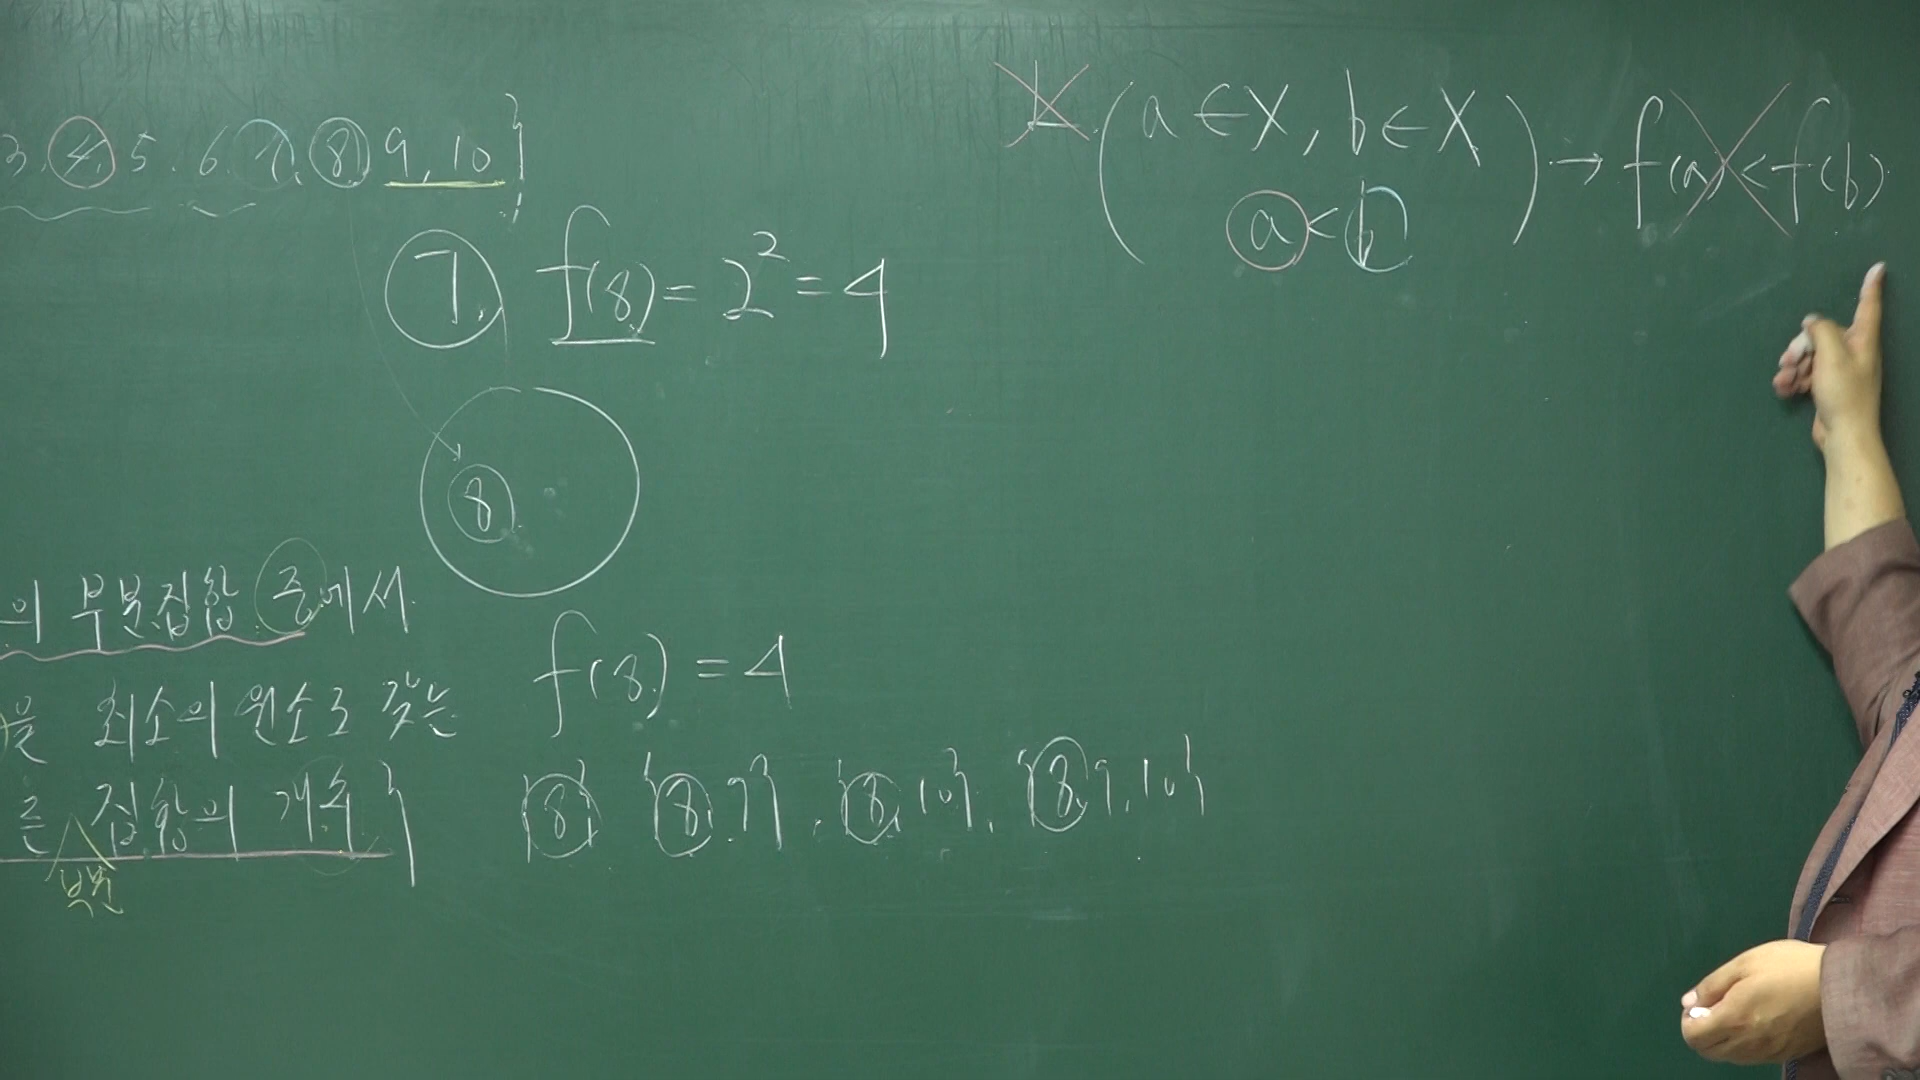 3, 4, 5, 6, 7, 8, 9, 10}
ㄱ. f(8) = 2² = 4
8
의 부분집합 중에서
을 최소의 원소로 갖는
모든 집합의 개수}
f(8) = 4
{8} {8, 9}, {8, 10}, {8, 9, 10}
ㄴ. (a∈X, b∈X) → f(a) < f(b)
a < b